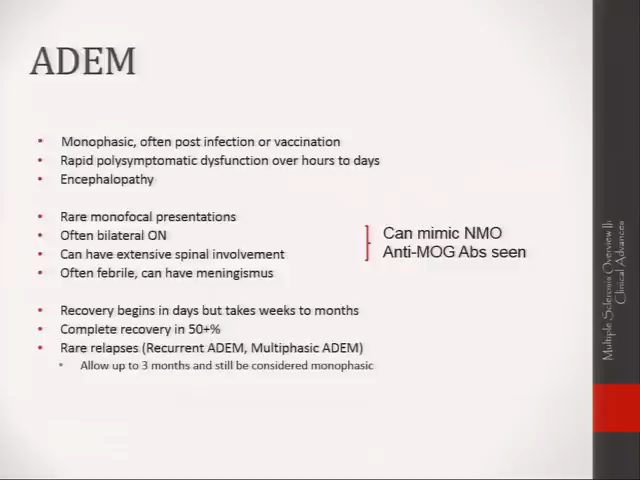 ADEM
Monophasic, often post infection or vaccination
Rapid polysymptomatic dysfunction over hours to days
Encephalopathy
Rare monofocal presentations
Often bilateral ON
Can have extensive spinal involvement
Often febrile, can have meningismus
Can mimic NMO
Anti-MOG Abs seen
Recovery begins in days but takes weeks to months
Complete recovery in 50+%
Rare relapses (Recurrent ADEM, Multiphasic ADEM)
Allow up to 3 months and still be considered monophasic
Multiple Sclerosis Overview II:
Clinical Advances